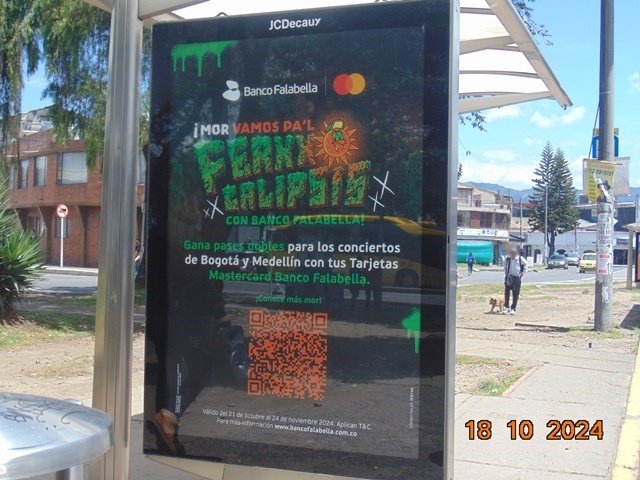 JCDecaux
Banco Falabella
¡MOR VAMOS PA'L
FERXXO
CALIPSIS
CON BANCO FALABELLA!
Gana pases dobles para los conciertos
de Bogotá y Medellín con tus Tarjetas
Mastercard Banco Falabella.
¡Conoce más mor!
Válido del 21 de octubre al 24 de noviembre 2024. Aplican T&C.
Para más información www.bancofalabella.com.co
18 10 2024